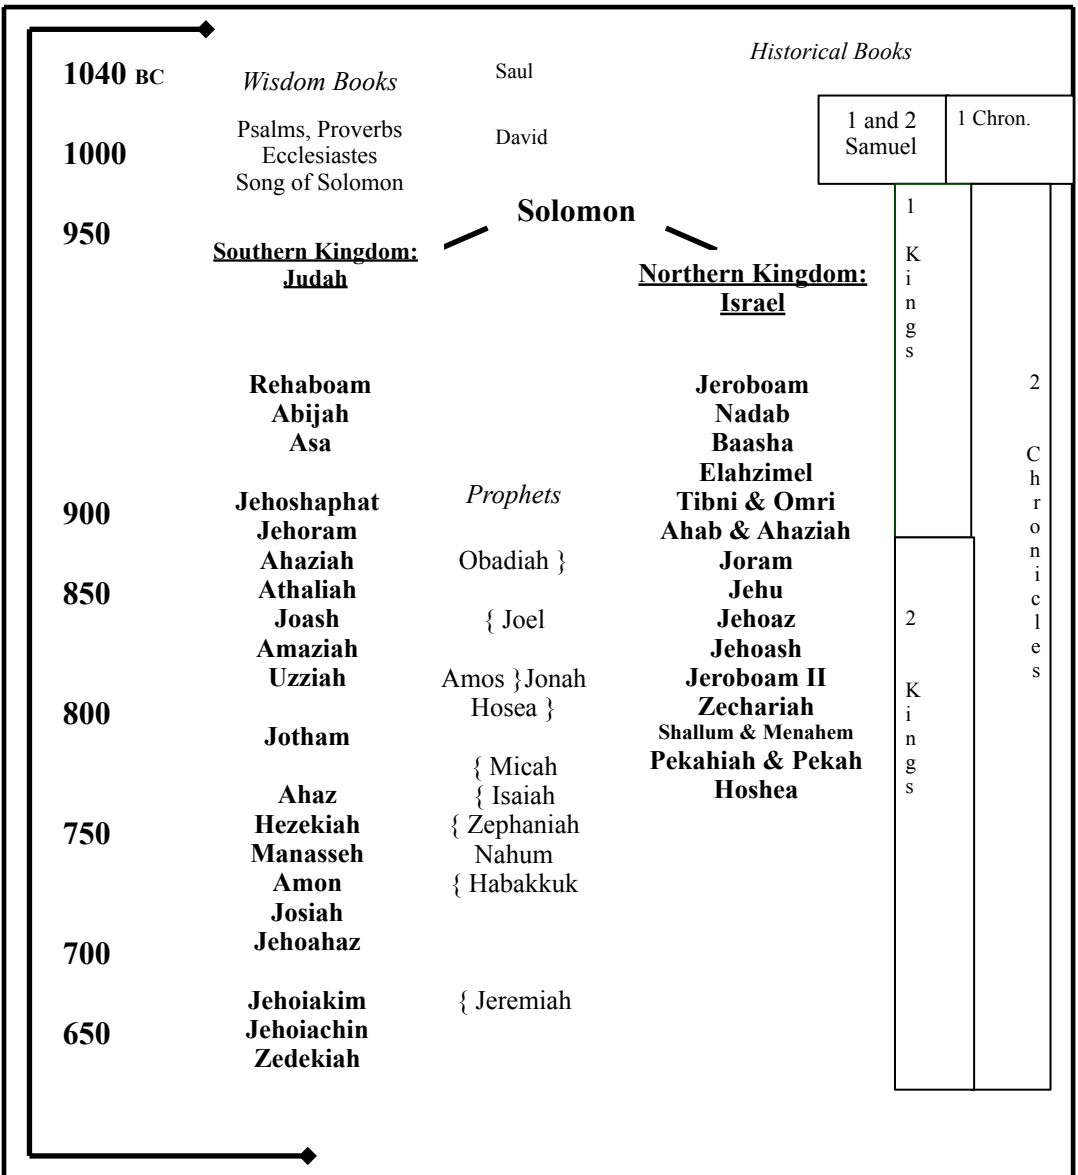 1040 BC
Wisdom Books
Saul
Historical Books
Psalms, Proverbs
Ecclesiastes
Song of Solomon
1000
David
1 and 2
Samuel
1 Chron.
950
Solomon
Southern Kingdom:
Judah
Northern Kingdom:
Israel
1
Kings
2
Chronicles
Rehaboam
Abijah
Asa
Jeroboam
Nadab
Baasha
Elahzimel
900
Jehoshaphat
Prophets
Tibni & Omri
Jehoram
Ahab & Ahaziah
Ahaziah
Obadiah }
Joram
850
Athaliah
Jehu
Joash
{ Joel
Jehoaz
2
Kings
Amaziah
Jehoash
Uzziah
Amos }Jonah
Jeroboam II
800
Hosea }
Zechariah
Jotham
Shallum & Menahem
{ Micah
Pekahiah & Pekah
Ahaz
{ Isaiah
Hoshea
750
Hezekiah
{ Zephaniah
Manasseh
Nahum
Amon
{ Habakkuk
Josiah
700
Jehoahaz
Jehoiakim
{ Jeremiah
650
Jehoiachin
Zedekiah